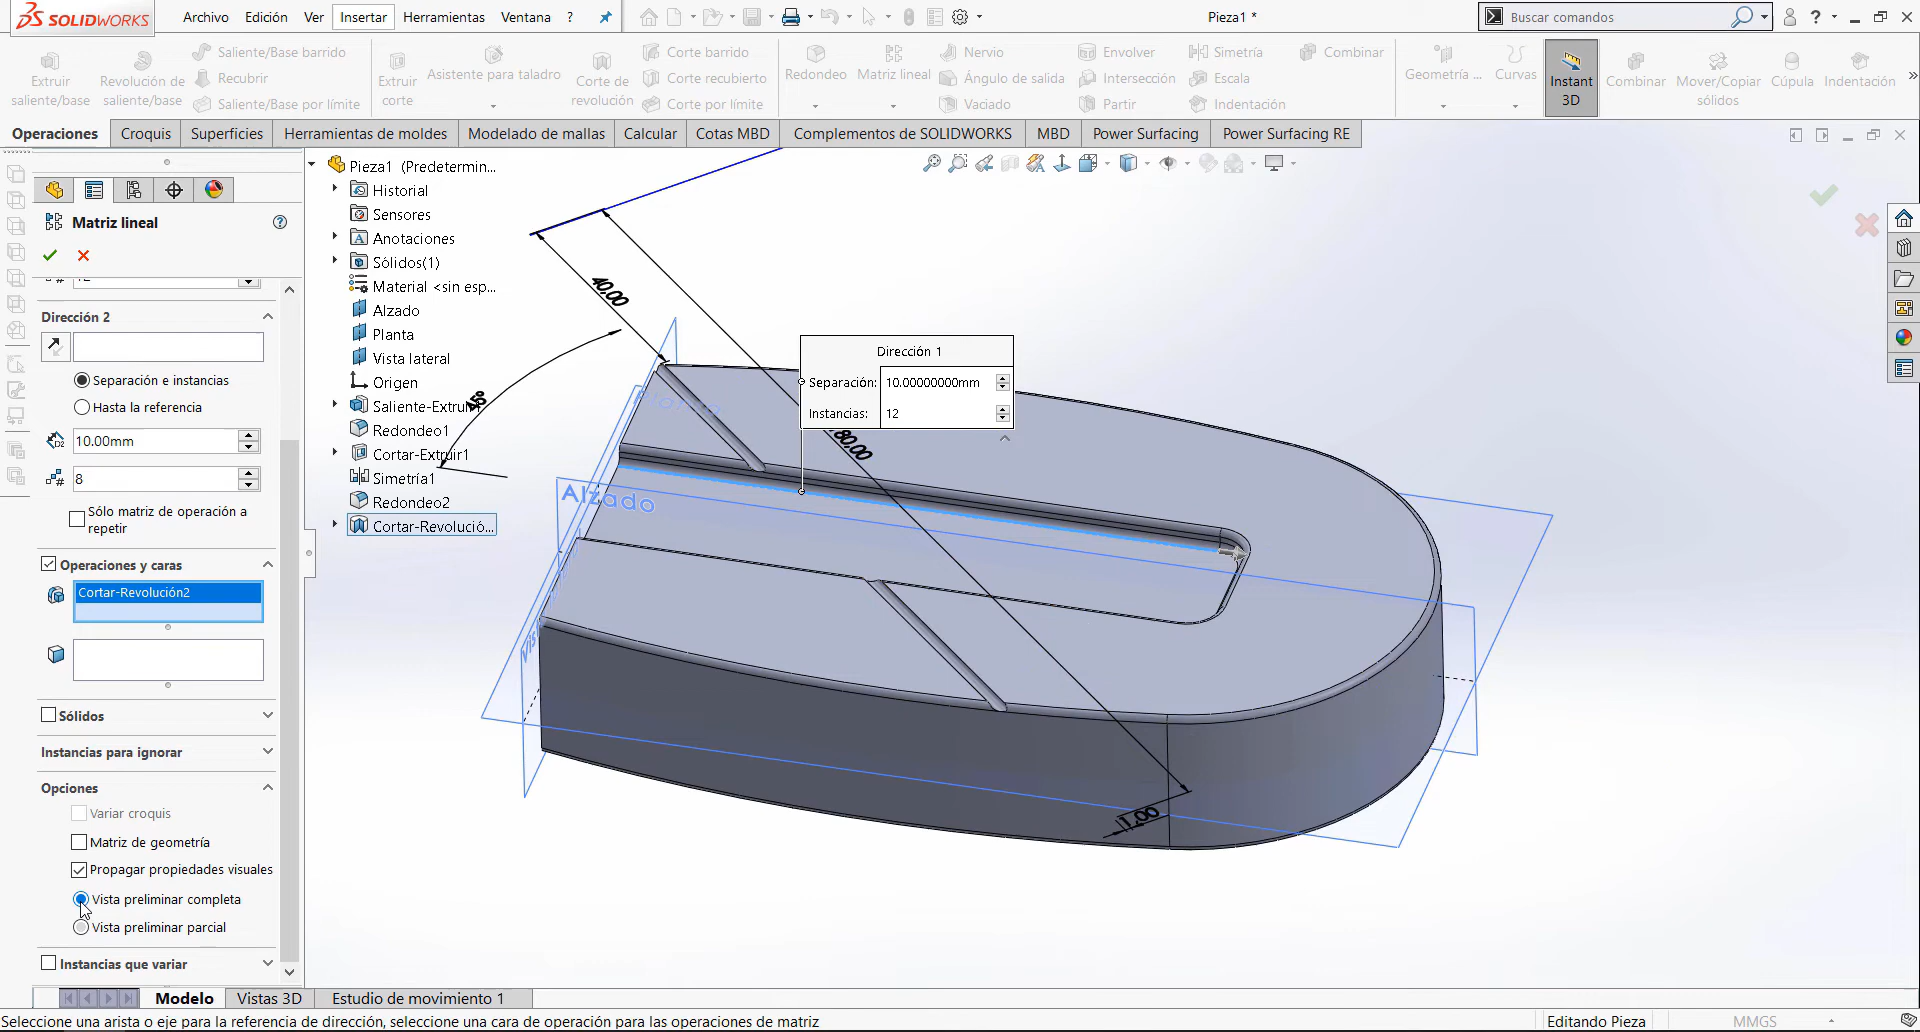 SOLIDWORKS
Archivo Edición Ver Insertar Herramientas Ventana ?
Pieza1 *
Buscar comandos
?
Extruir saliente/base
Revolución de saliente/base
Saliente/Base barrido
Recubrir
Saliente/Base por límite
Extruir corte
Asistente para taladro
Corte de revolución
Corte barrido
Corte recubierto
Corte por límite
Redondeo
Matriz lineal
Nervio
Ángulo de salida
Vaciado
Envolver
Intersección
Partir
Simetría
Escala
Indentación
Combinar
Geometría ...
Curvas
Instant 3D
Combinar
Mover/Copiar sólidos
Cúpula
Indentación
»
Operaciones Croquis Superficies Herramientas de moldes Modelado de mallas Calcular Cotas MBD Complementos de SOLIDWORKS MBD Power Surfacing Power Surfacing RE
Matriz lineal
?
Dirección 2
Separación e instancias
Hasta la referencia
10.00mm
8
Sólo matriz de operación a
repetir
Operaciones y caras
Cortar-Revolución2
Sólidos
Instancias para ignorar
Opciones
Variar croquis
Matriz de geometría
Propagar propiedades visuales
Vista preliminar completa
Vista preliminar parcial
Instancias que variar
Pieza1 (Predetermin...
Historial
Sensores
Anotaciones
Sólidos(1)
Material <sin esp...
Alzado
Planta
Vista lateral
Origen
Saliente-Extrui
Redondeo1
Cortar-Extruir1
Simetría1
Redondeo2
Cortar-Revolució...
40,00
45°
Planta
Alzado
Dirección 1
Separación: 10.00000000mm
Instancias: 12
80,00
1,00
Modelo Vistas 3D Estudio de movimiento 1
Seleccione una arista o eje para la referencia de dirección, seleccione una cara de operación para las operaciones de matriz
Editando Pieza
MMGS